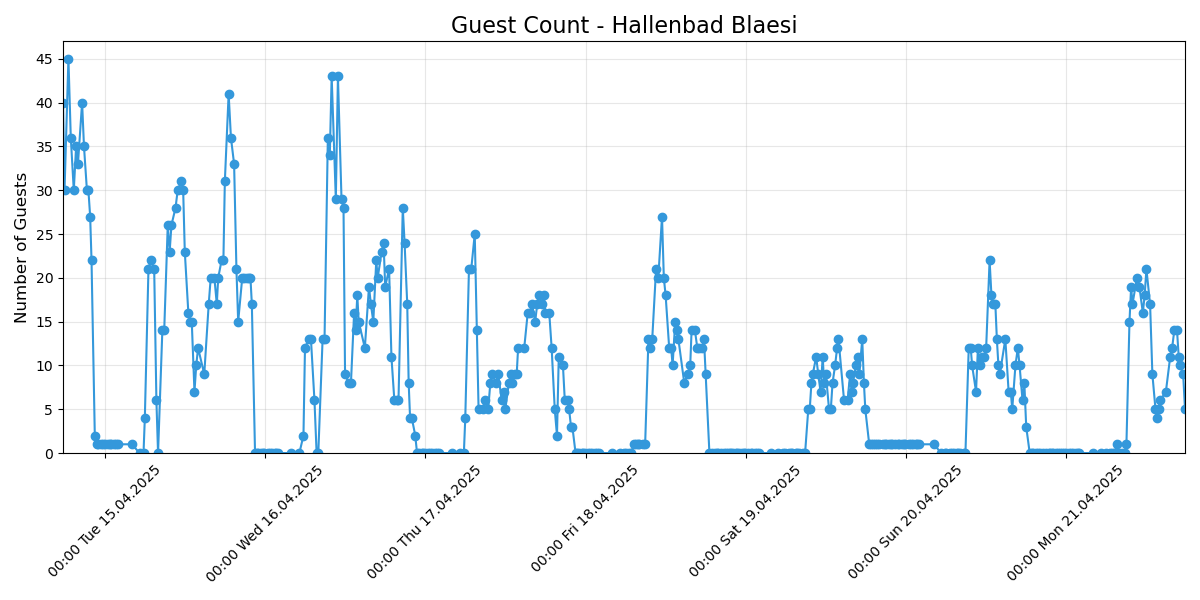 Guest Count - Hallenbad Blaesi
Number of Guests
45
40
35
30
25
20
15
10
5
0
00:00 Tue 15.04.2025
00:00 Wed 16.04.2025
00:00 Thu 17.04.2025
00:00 Fri 18.04.2025
00:00 Sat 19.04.2025
00:00 Sun 20.04.2025
00:00 Mon 21.04.2025